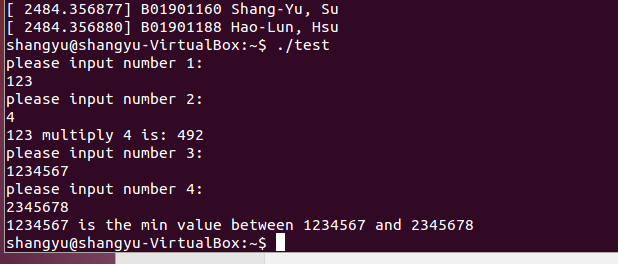 [ 2484.356877] B01901160 Shang-Yu, Su
[ 2484.356880] B01901188 Hao-Lun, Hsu
shangyu@shangyu-VirtualBox:~$ ./test
please input number 1:
123
please input number 2:
4
123 multiply 4 is: 492
please input number 3:
1234567
please input number 4:
2345678
1234567 is the min value between 1234567 and 2345678
shangyu@shangyu-VirtualBox:~$